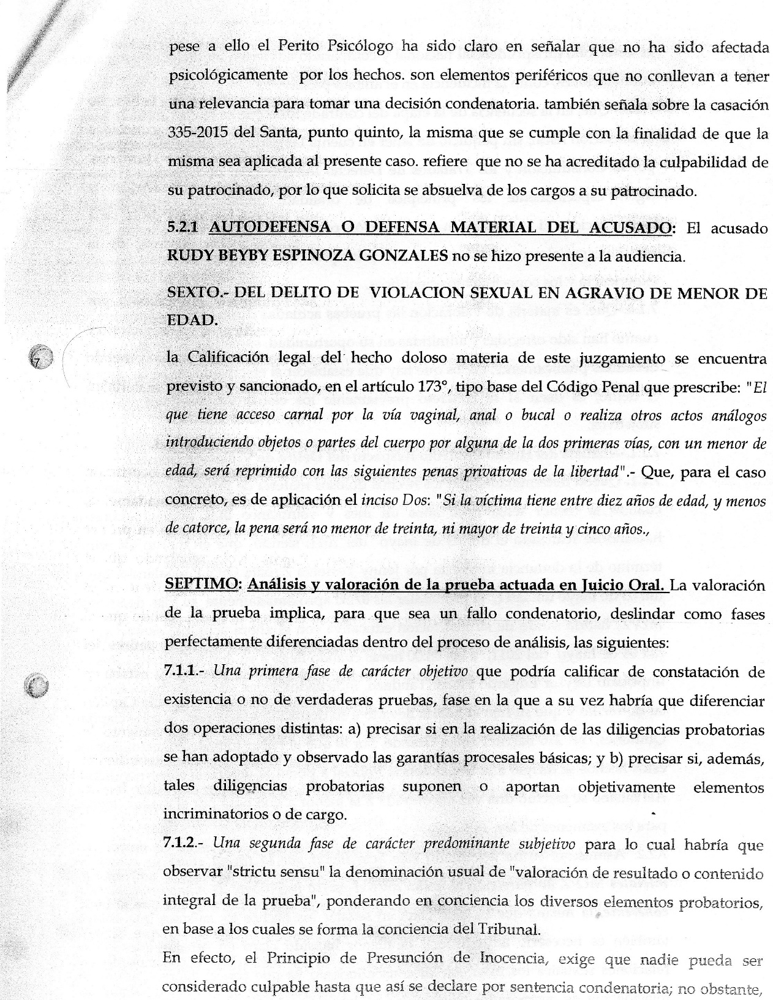 pese a ello el Perito Psicólogo ha sido claro en señalar que no ha sido afectada
psicológicamente por los hechos. son elementos periféricos que no conllevan a tener
una relevancia para tomar una decisión condenatoria. también señala sobre la casación
335-2015 del Santa, punto quinto, la misma que se cumple con la finalidad de que la
misma sea aplicada al presente caso. refiere que no se ha acreditado la culpabilidad de
su patrocinado, por lo que solicita se absuelva de los cargos a su patrocinado.
5.2.1 AUTODEFENSA O DEFENSA MATERIAL DEL ACUSADO: El acusado
RUDY BEYBY ESPINOZA GONZALES no se hizo presente a la audiencia.
SEXTO.- DEL DELITO DE VIOLACION SEXUAL EN AGRAVIO DE MENOR DE
EDAD.
la Calificación legal del hecho doloso materia de este juzgamiento se encuentra
previsto y sancionado, en el artículo 173°, tipo base del Código Penal que prescribe: "El
que tiene acceso carnal por la vía vaginal, anal o bucal o realiza otros actos análogos
introduciendo objetos o partes del cuerpo por alguna de la dos primeras vías, con un menor de
edad, será reprimido con las siguientes penas privativas de la libertad".- Que, para el caso
concreto, es de aplicación el inciso Dos: "Si la víctima tiene entre diez años de edad, y menos
de catorce, la pena será no menor de treinta, ni mayor de treinta y cinco años.,
SEPTIMO: Análisis y valoración de la prueba actuada en Juicio Oral. La valoración
de la prueba implica, para que sea un fallo condenatorio, deslindar como fases
perfectamente diferenciadas dentro del proceso de análisis, las siguientes:
7.1.1.- Una primera fase de carácter objetivo que podría calificar de constatación de
existencia o no de verdaderas pruebas, fase en la que a su vez habría que diferenciar
dos operaciones distintas: a) precisar si en la realización de las diligencias probatorias
se han adoptado y observado las garantías procesales básicas; y b) precisar si, además,
tales diligencias probatorias suponen o aportan objetivamente elementos
incriminatorios o de cargo.
7.1.2.- Una segunda fase de carácter predominante subjetivo para lo cual habría que
observar "strictu sensu" la denominación usual de "valoración de resultado o contenido
integral de la prueba", ponderando en conciencia los diversos elementos probatorios,
en base a los cuales se forma la conciencia del Tribunal.
En efecto, el Principio de Presunción de Inocencia, exige que nadie pueda ser
considerado culpable hasta que así se declare por sentencia condenatoria; no obstante,